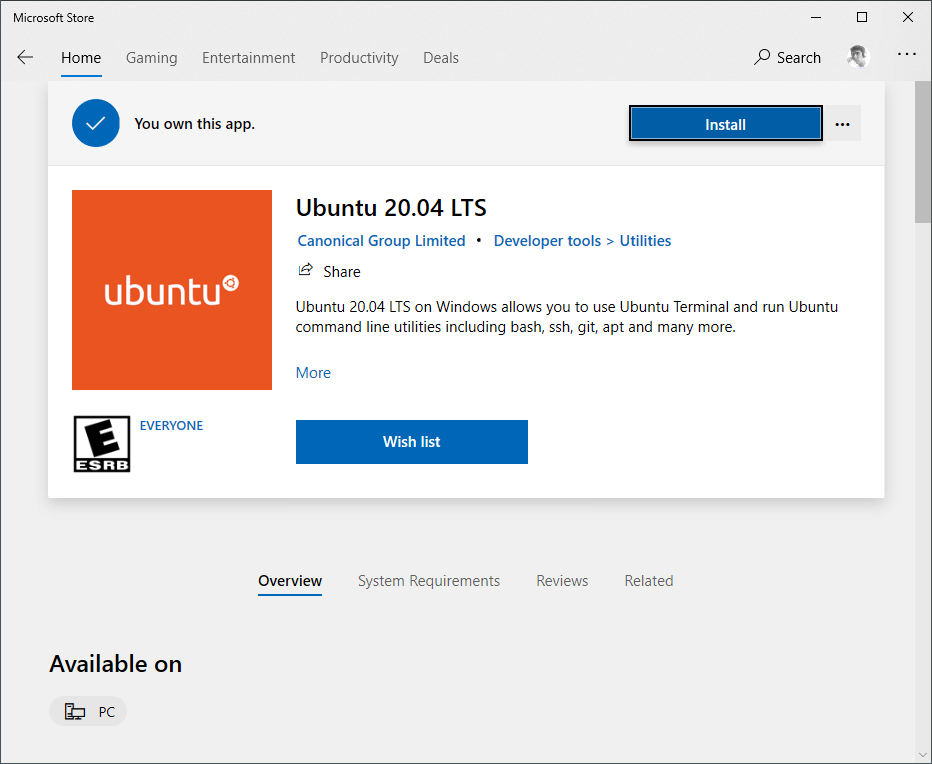 Microsoft Store
Home Gaming Entertainment Productivity Deals Search
You own this app. Install
ubuntu
Ubuntu 20.04 LTS
Canonical Group Limited • Developer tools > Utilities
Share
Ubuntu 20.04 LTS on Windows allows you to use Ubuntu Terminal and run Ubuntu
command line utilities including bash, ssh, git, apt and many more.
More
E
ESRB
EVERYONE
Wish list
Overview System Requirements Reviews Related
Available on
PC